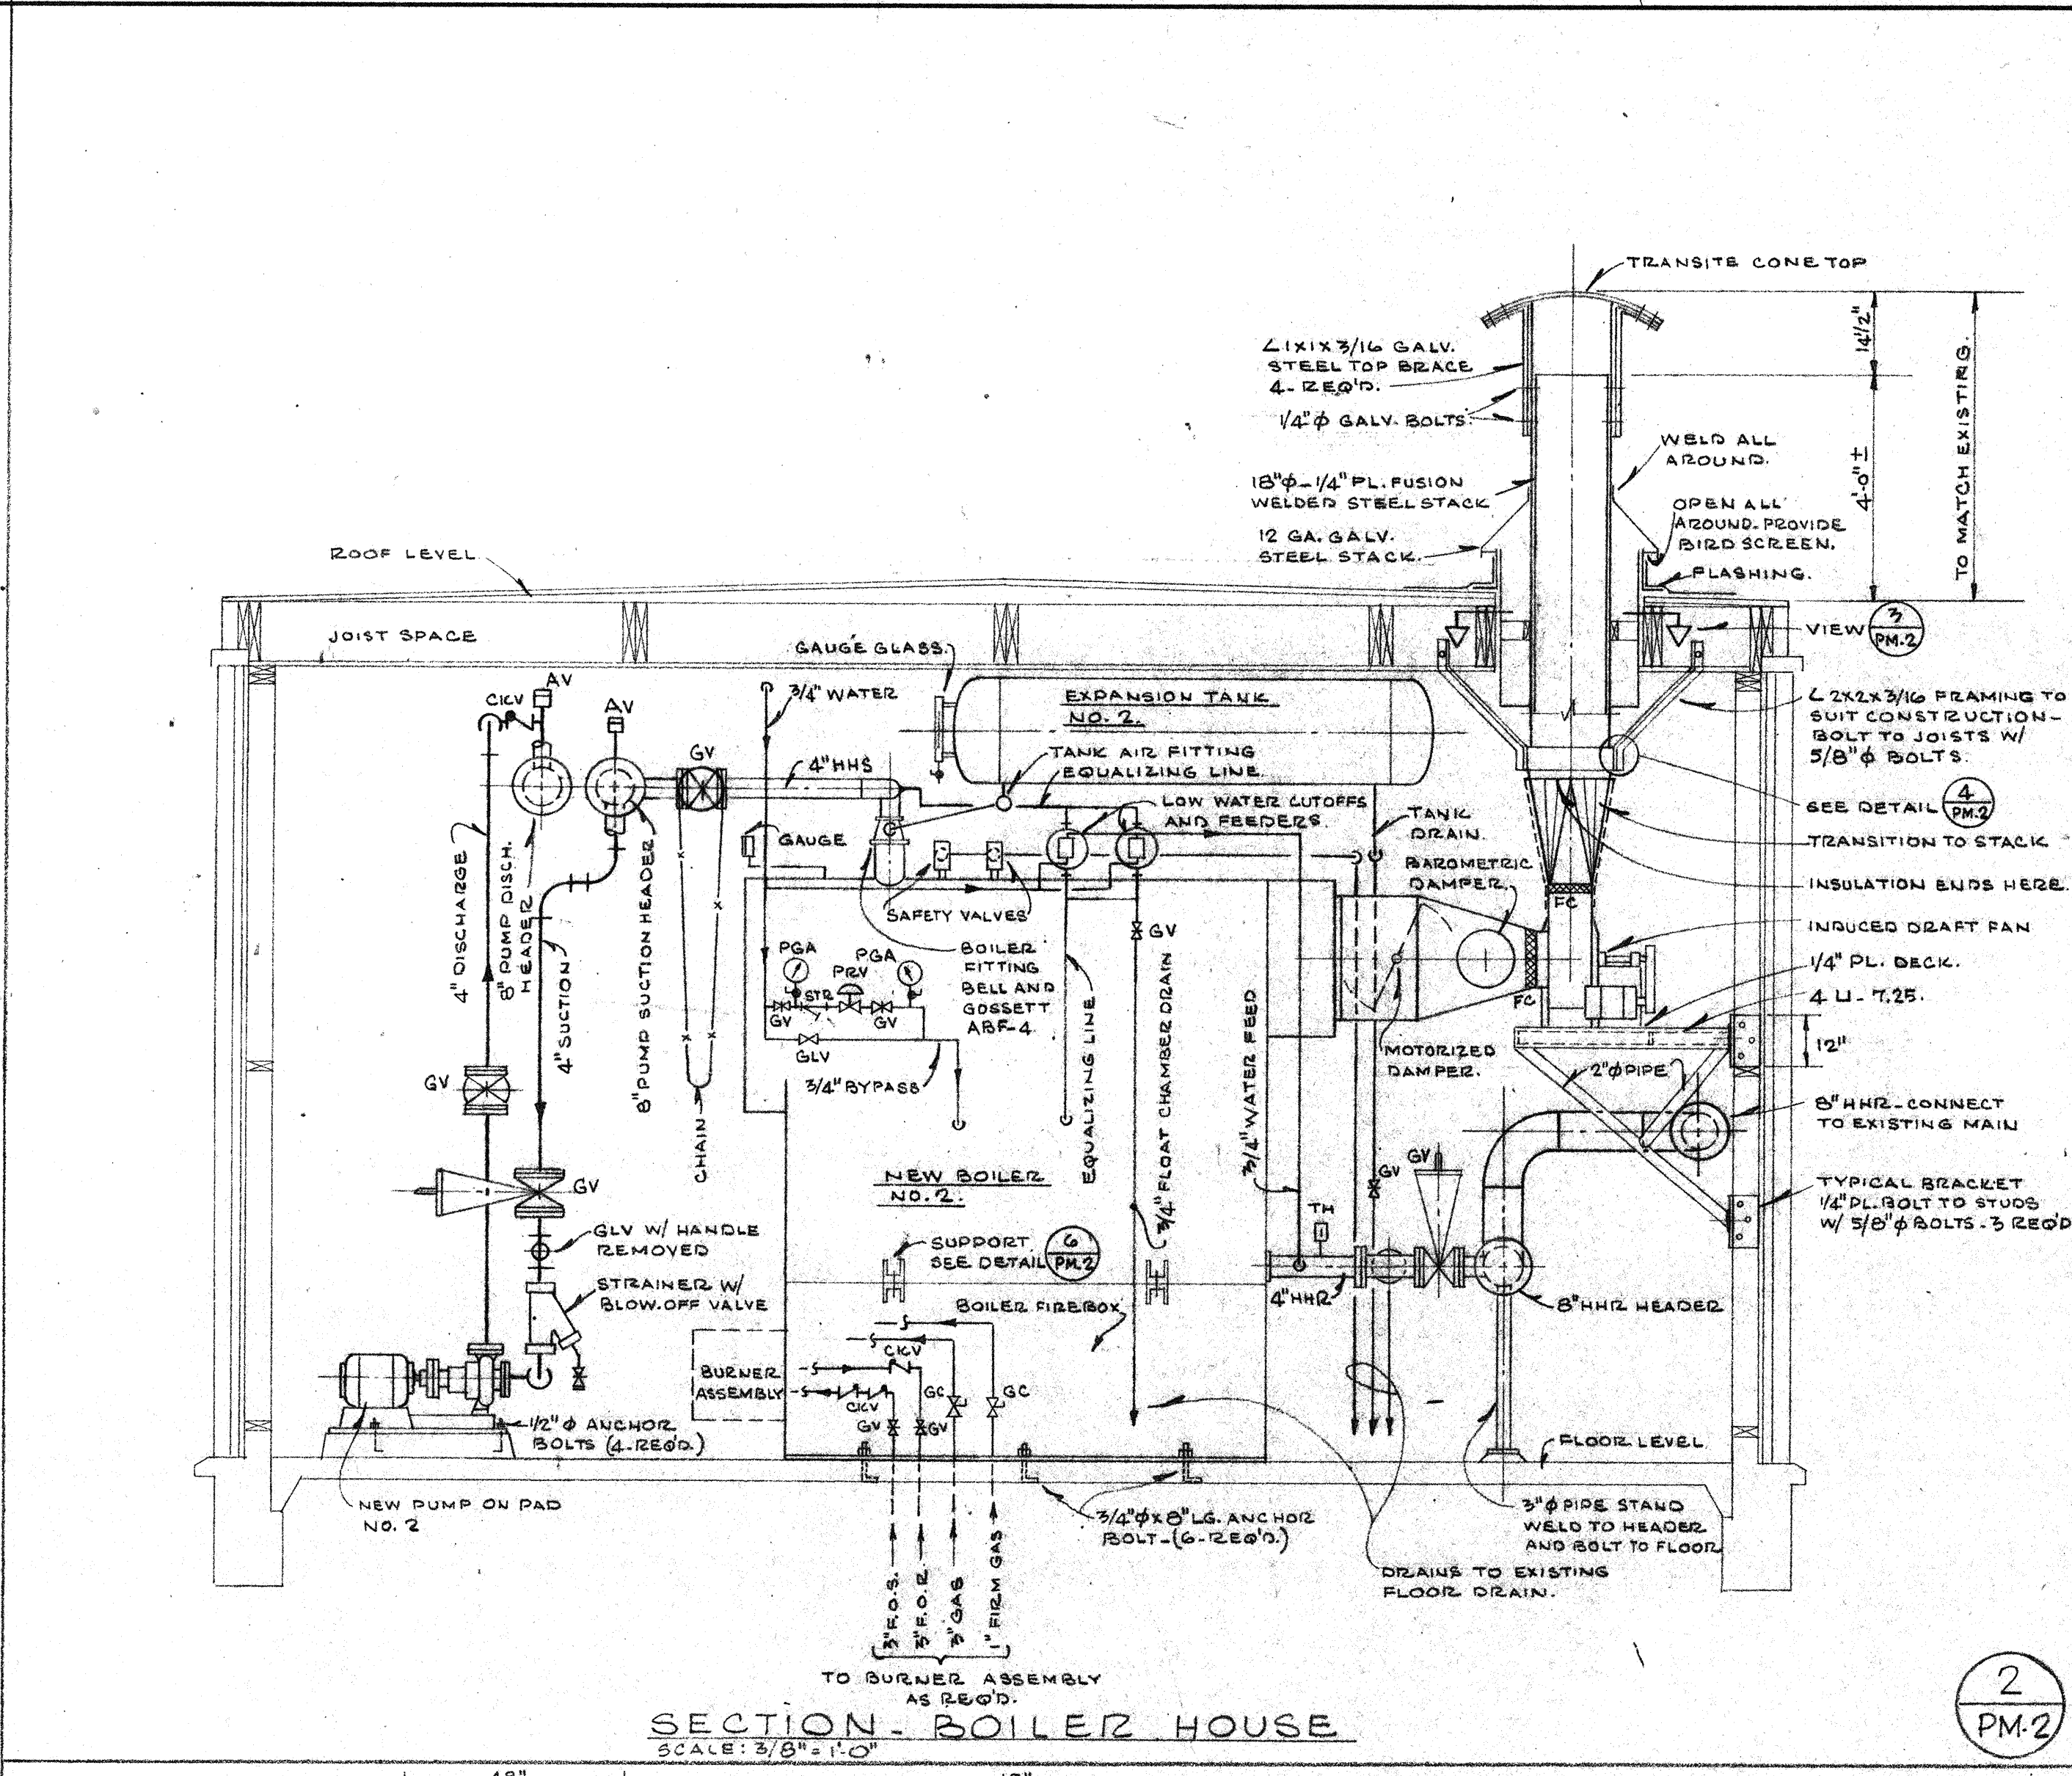 TRANSITE CONE TOP
∠1X1X3/16 GALV.
STEEL TOP BRACE
4- REQ'D.
1/4"φ GALV. BOLTS.
18"φ-1/4" PL. FUSION
WELDED STEEL STACK
12 GA. GALV.
STEEL STACK.
WELD ALL
AROUND.
OPEN ALL
AROUND-PROVIDE
BIRD SCREEN.
FLASHING.
14 1/2"
4'-0"±
TO MATCH EXISTING.
ROOF LEVEL
JOIST SPACE
GAUGE GLASS.
3/4" WATER
EXPANSION TANK
NO. 2.
VIEW 3
PM.2
∠2X2X3/16 FRAMING TO
SUIT CONSTRUCTION-
BOLT TO JOISTS W/
5/8"φ BOLTS.
CKV
AV
AV
GV
4"HHS
TANK AIR FITTING
EQUALIZING LINE.
LOW WATER CUTOFFS
AND FEEDERS.
TANK
DRAIN.
BAROMETRIC
DAMPER.
SEE DETAIL 4
PM.2
TRANSITION TO STACK
INSULATION ENDS HERE.
INDUCED DRAFT FAN
1/4" PL. DECK.
4 ⊔- 7.25.
12"
FC
FC
GAUGE
SAFETY VALVES
BOILER
FITTING
BELL AND
GOSSETT
ABF-4
4" DISCHARGE
8" PUMP DISCH.
HEADER
4" SUCTION
8" PUMP SUCTION HEADER
CHAIN
PGA
PGA
PRV
STR
GV
GV
GLV
3/4" BYPASS
EQUALIZING LINE
GV
3/4" FLOAT CHAMBER DRAIN
3/4" WATER FEED
MOTORIZED
DAMPER.
2"φ PIPE
8" HHR-CONNECT
TO EXISTING MAIN
TYPICAL BRACKET
1/4" PL. BOLT TO STUDS
W/ 5/8"φ BOLTS-3 REQ'D
GV
GV
GLV W/ HANDLE
REMOVED
STRAINER W/
BLOW-OFF VALVE
NEW BOILER
NO. 2.
SUPPORT
SEE DETAIL 6
PM.2
BOILER FIREBOX
TH
GV
GV
4"HHR
8"HHR HEADER
BURNER
ASSEMBLY
CKV
CKV
GC
GC
GV
GV
1/2"φ ANCHOR
BOLTS (4-REQ'D.)
NEW PUMP ON PAD
NO. 2
FLOOR LEVEL
3/4"φX8" LG. ANCHOR
BOLT-(6-REQ'D.)
3"φ PIPE STAND
WELD TO HEADER
AND BOLT TO FLOOR
DRAINS TO EXISTING
FLOOR DRAIN.
3" F.O.S.
3" F.O.R
3" GAS
1" FIRM GAS
TO BURNER ASSEMBLY
AS REQ'D.
SECTION - BOILER HOUSE
SCALE: 3/8" = 1'-0"
2
PM.2